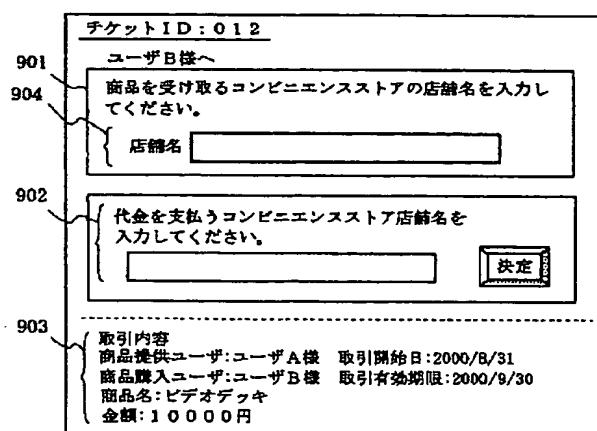 チケットID:012
ユーザB様へ
901
商品を受け取るコンビニエンスストアの店舗名を入力し
てください。
904
店舗名
902
代金を支払うコンビニエンスストア店舗名を
入力してください。
決定
903
取引内容
商品提供ユーザ:ユーザA様 取引開始日:2000/8/31
商品購入ユーザ:ユーザB様 取引有効期限:2000/9/30
商品名:ビデオデッキ
金額:10000円